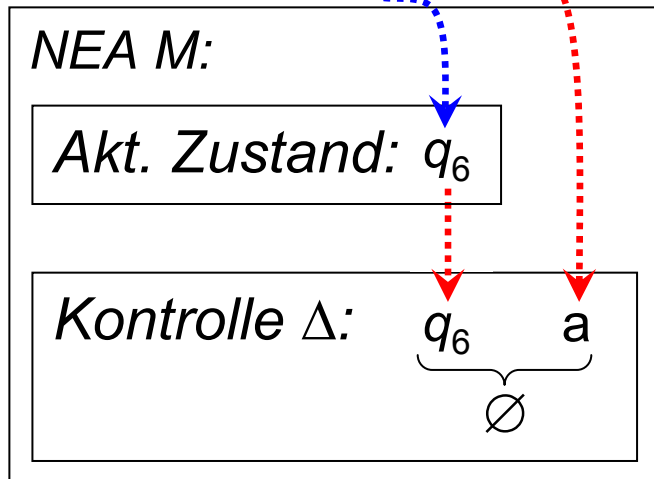 NEA M:
Akt. Zustand: q₆
Kontrolle Δ: q₆ a
∅